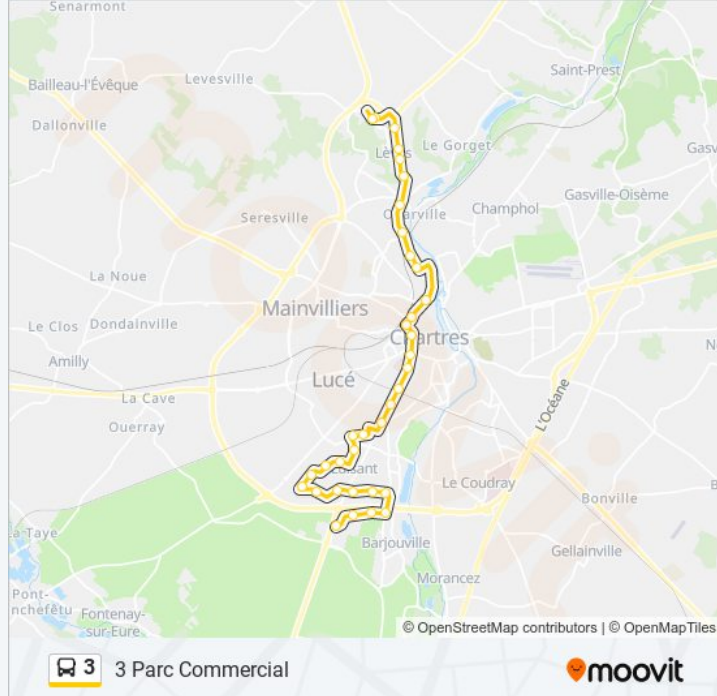 Senarmont
Bailleau-l'Évêque
Levesville
Saint-Prest
Dallonville
Le Gorget
Lèves
Gasv
Gasville-Oisème
Champhol
Seresville
La Noue
Mainvilliers
Le Clos
Dondainville
Chartres
Amilly
Lucé
La Cave
Ouerray
L'Océane
Luisant
Le Coudray
Bonville
La-Taye
Barjouville
Gellainville
Morancez
Pont-
nchefêtu
Fontenay-
sur-Eure
© OpenStreetMap contributors | © OpenMapTiles
3
3 Parc Commercial
moovit